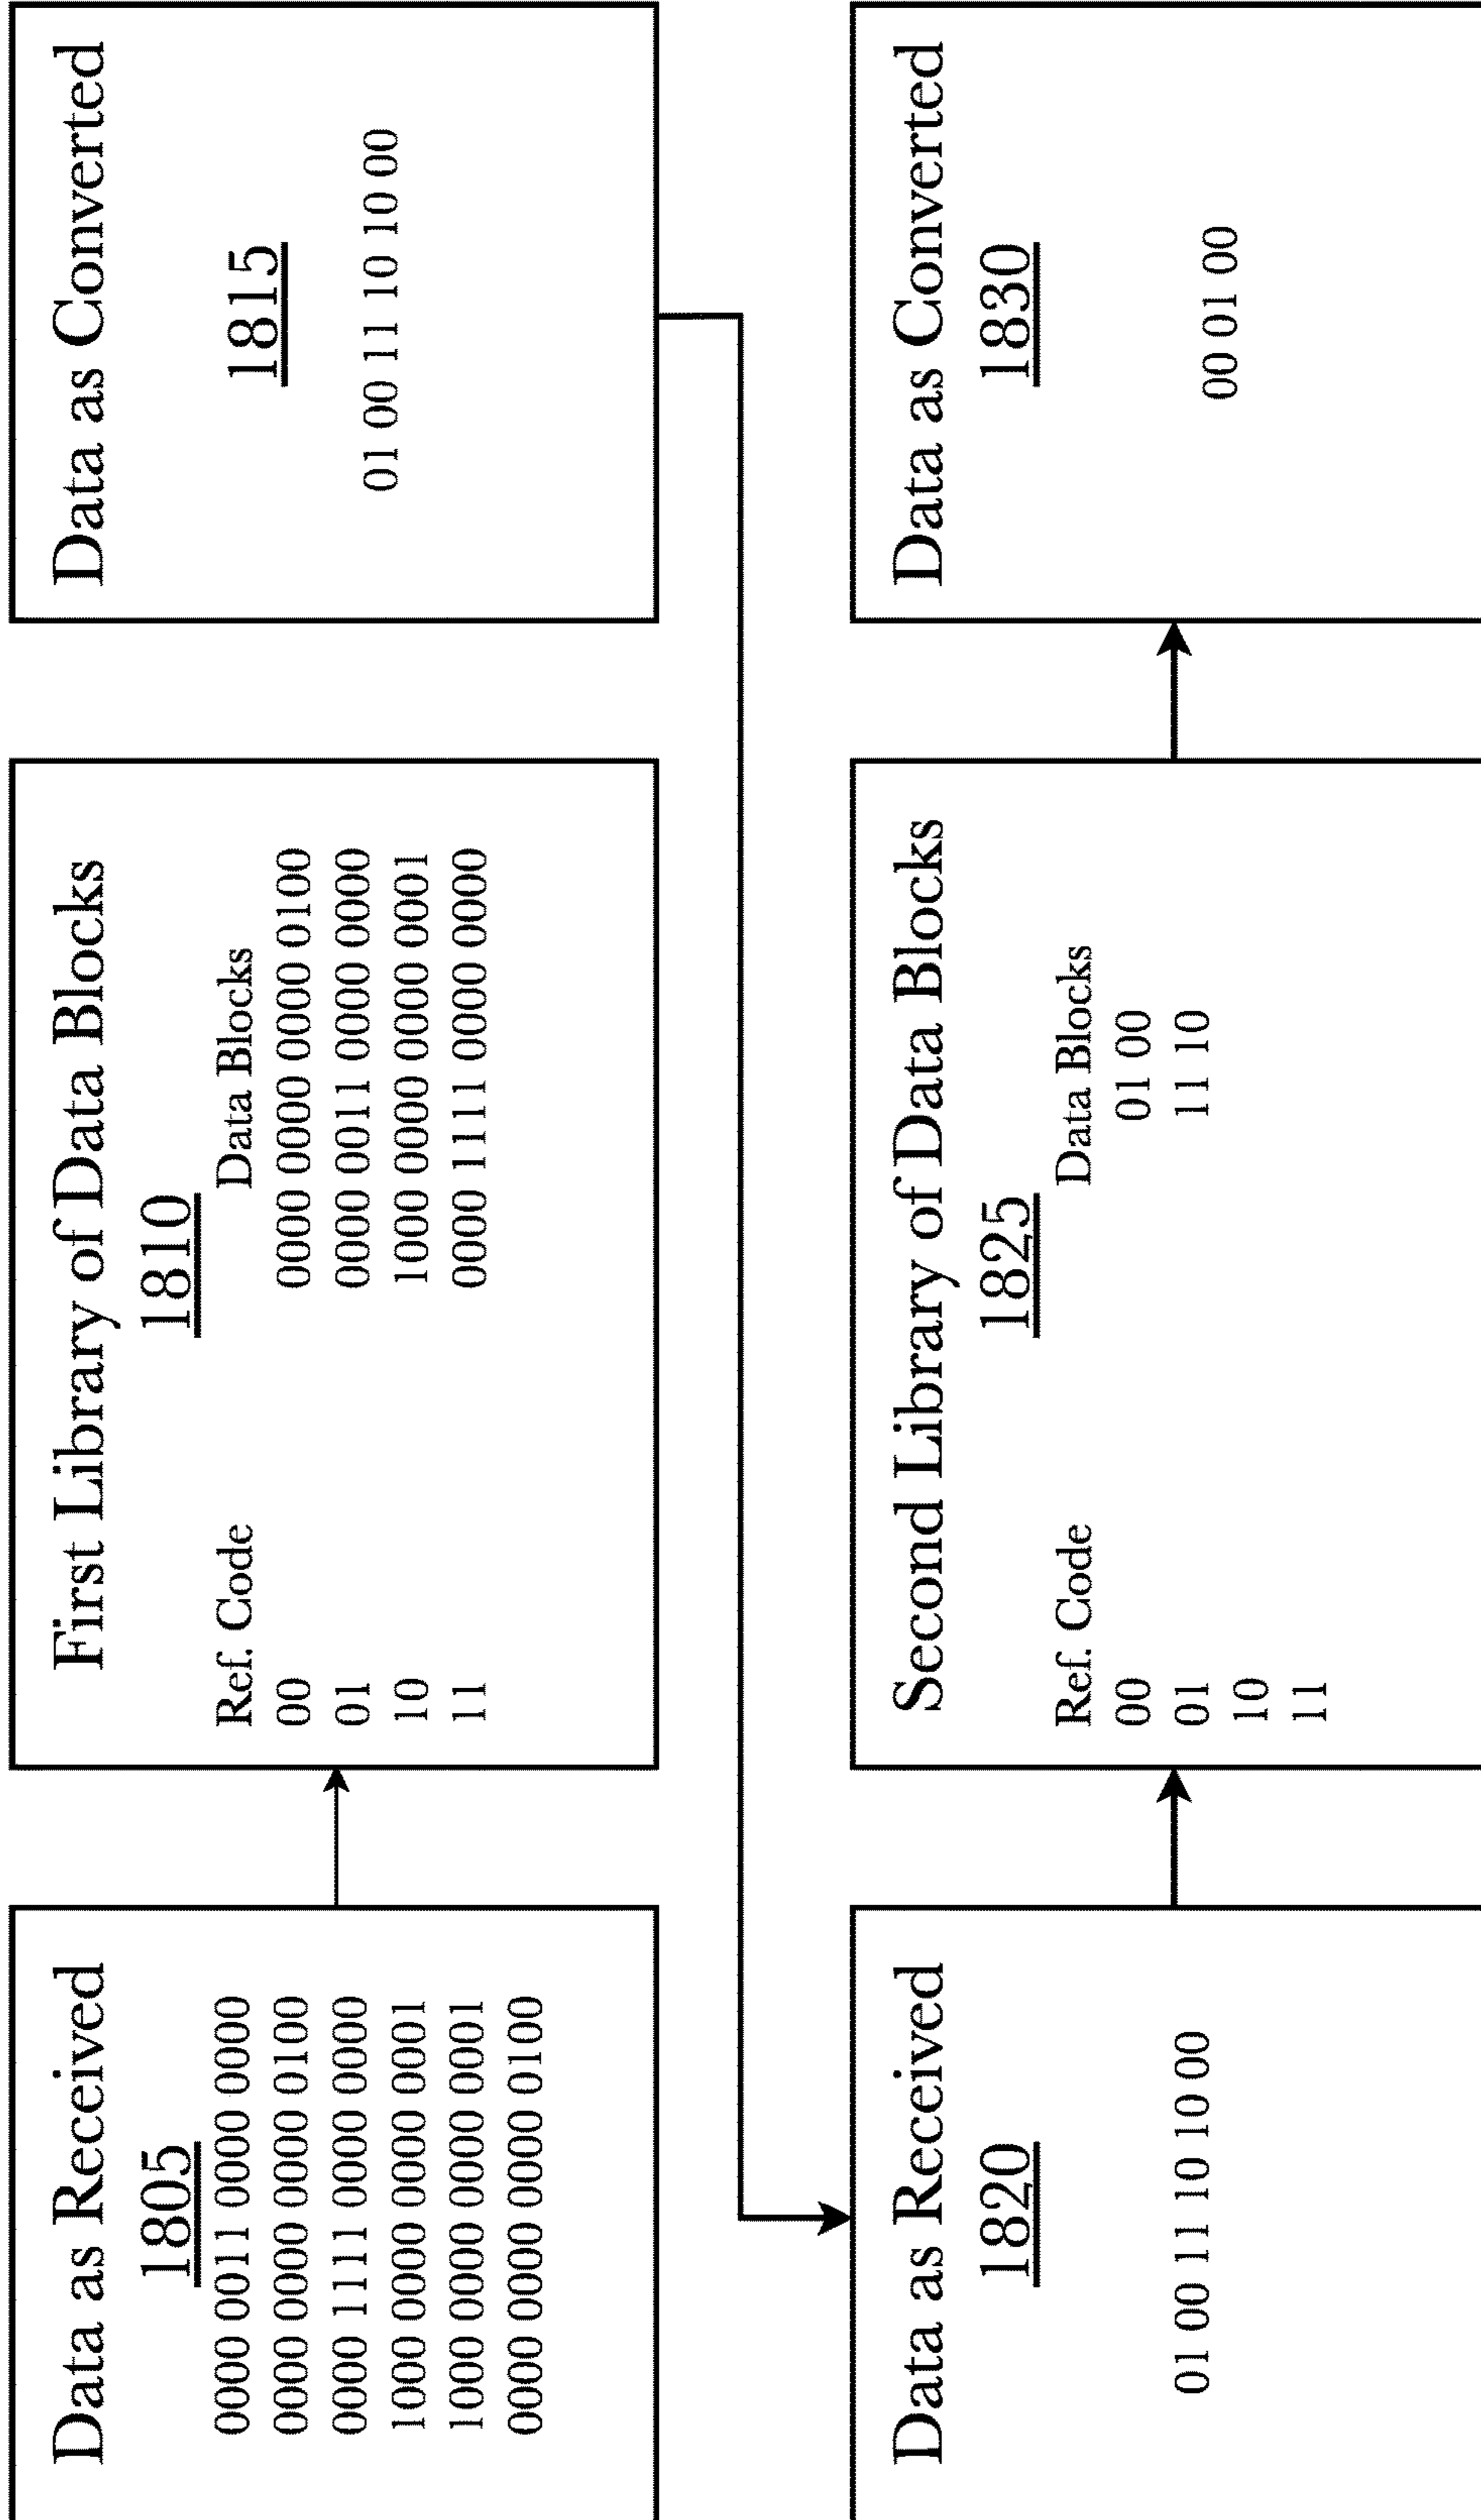 Data as Received
1805
0000 0011 0000 0000
0000 0000 0000 0100
0000 1111 0000 0000
1000 0000 0000 0001
1000 0000 0000 0001
0000 0000 0000 0100
First Library of Data Blocks
1810
Ref. Code Data Blocks
00 0000 0000 0000 0100
01 0000 0011 0000 0000
10 1000 0000 0000 0001
11 0000 1111 0000 0000
Data as Converted
1815
01 00 11 10 10 00
Data as Received
1820
01 00 11 10 10 00
Second Library of Data Blocks
1825
Ref. Code Data Blocks
00 01 00
01 11 10
10
11
Data as Converted
1830
00 01 00